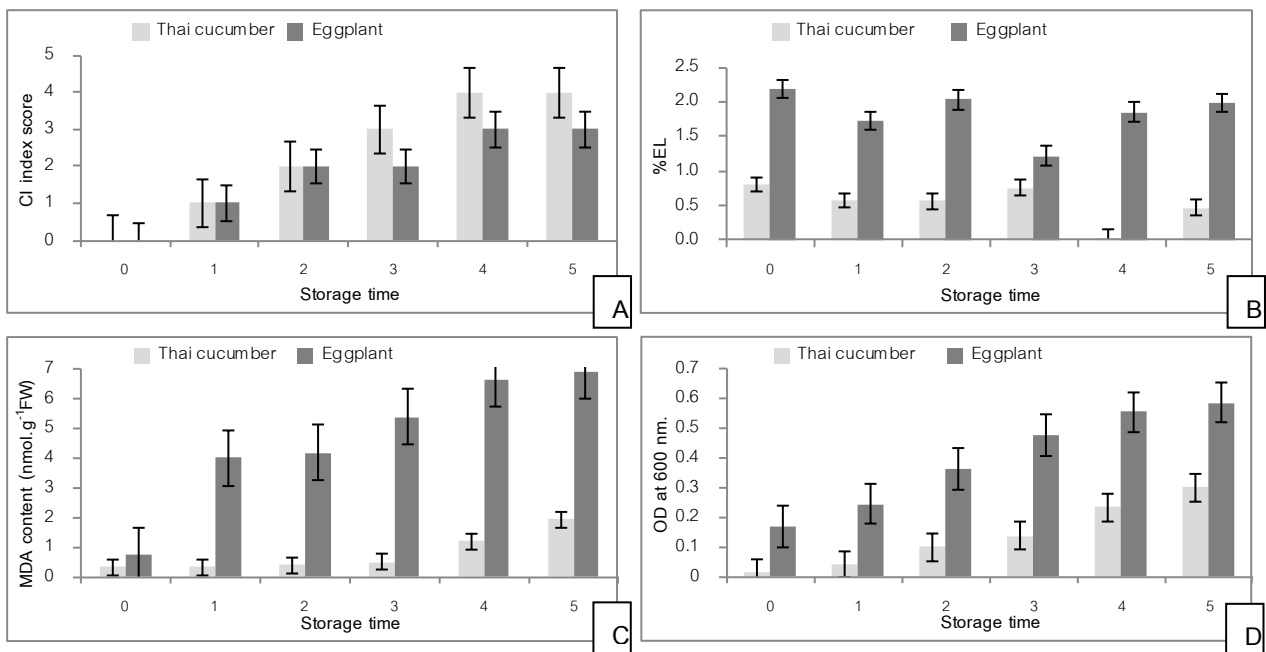 Thai cucumber Eggplant
CI index score
5
4
3
2
1
0
0 1 2 3 4 5
Storage time
A
Thai cucumber Eggplant
%EL
2.5
2.0
1.5
1.0
0.5
0.0
0 1 2 3 4 5
Storage time
B
Thai cucumber Eggplant
MDA content (nmol.g⁻¹FW)
7
6
5
4
3
2
1
0
0 1 2 3 4 5
Storage time
C
Thai cucumber Eggplant
OD at 600 nm.
0.7
0.6
0.5
0.4
0.3
0.2
0.1
0
0 1 2 3 4 5
Storage time
D